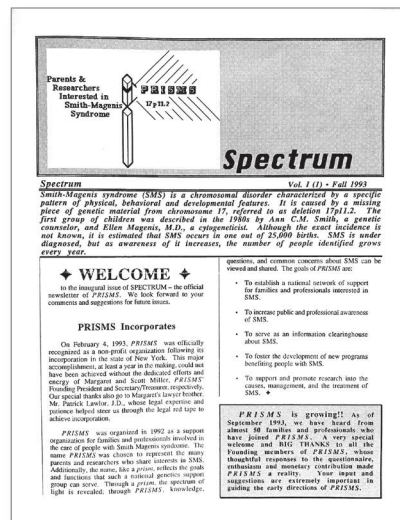 Parents &
Researchers
Interested in
Smith-Magenis
Syndrome
PRISMS
17p11.2
Spectrum
Spectrum Vol. 1 (1) • Fall 1993
Smith-Magenis syndrome (SMS) is a chromosomal disorder characterized by a specific
pattern of physical, behavioral and developmental features. It is caused by a missing
piece of genetic material from chromosome 17, referred to as deletion 17p11.2. The
first group of children was described in the 1980s by Ann C.M. Smith, a genetic
counselor, and Ellen Magenis, M.D., a cytogeneticist. Although the exact incidence is
not known, it is estimated that SMS occurs in one out of 25,000 births. SMS is under
diagnosed, but as awareness of it increases, the number of people identified grows
every year.
✦ WELCOME ✦
to the inaugural issue of SPECTRUM – the official
newsletter of PRISMS. We look forward to your
comments and suggestions for future issues.
PRISMS Incorporates
On February 4, 1993, PRISMS was officially
recognized as a non-profit organization following its
incorporation in the state of New York. This major
accomplishment, at least a year in the making, could not
have been achieved without the dedicated efforts and
energy of Margaret and Scott Miller, PRISMS'
Founding President and Secretary/Treasurer, respectively.
Our special thanks also go to Margaret's lawyer brother,
Mr. Patrick Lawlor, J.D., whose legal expertise and
patience helped steer us through the legal red tape to
achieve incorporation.
PRISMS was organized in 1992 as a support
organization for families and professionals involved in
the care of people with Smith Magenis syndrome. The
name PRISMS was chosen to represent the many
parents and researchers who share interests in SMS.
Additionally, the name, like a prism, reflects the goals
and functions that such a national genetics support
group can serve. Through a prism, the spectrum of
light is revealed, through PRISMS, knowledge,
questions, and common concerns about SMS can be
viewed and shared. The goals of PRISMS are:
· To establish a national network of support
for families and professionals interested in
SMS.
· To increase public and professional awareness
of SMS.
· To serve as an information clearinghouse
about SMS.
· To foster the development of new programs
benefiting people with SMS.
· To support and promote research into the
causes, management, and the treatment of
SMS. ✦
PRISMS is growing!! As of
September 1993, we have heard from
almost 50 families and professionals who
have joined PRISMS. A very special
welcome and BIG THANKS to all the
Founding members of PRISMS, whose
thoughtful responses to the questionnaire,
enthusiasm and monetary contribution made
PRISMS a reality. Your input and
suggestions are extremely important in
guiding the early directions of PRISMS.